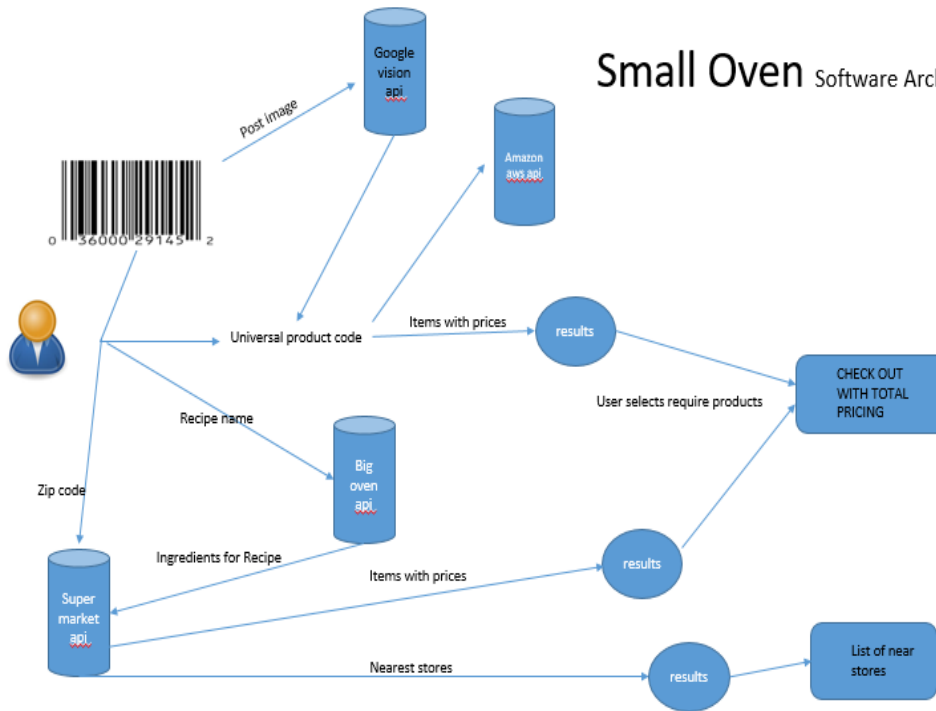 Google
vision
api
Small Oven Software Arc
Post image
Amazon
aws api
0 36000 29145 2
Universal product code
Items with prices
results
CHECK OUT
WITH TOTAL
PRICING
User selects require products
Recipe name
Big
oven
api
Zip code
Ingredients for Recipe
Items with prices
results
Super
market
api
Nearest stores
results
List of near
stores